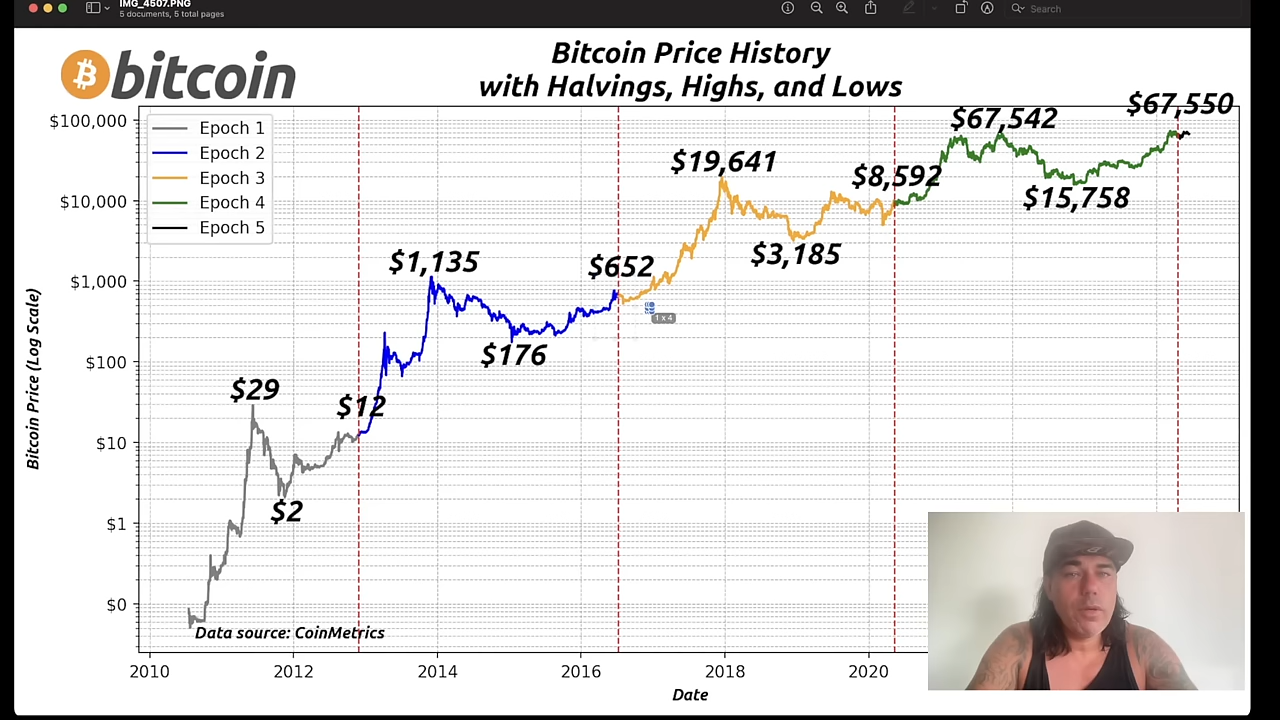 IMG_4507.PNG
5 documents, 5 total pages
Search
bitcoin
Bitcoin Price History
with Halvings, Highs, and Lows
Epoch 1
Epoch 2
Epoch 3
Epoch 4
Epoch 5
$100,000
$10,000
$1,000
$100
$10
$1
$0
Bitcoin Price (Log Scale)
$29
$2
$12
$1,135
$176
$652
$19,641
$3,185
$8,592
$67,542
$15,758
$67,550
1 x 4
Data source: CoinMetrics
2010
2012
2014
2016
2018
2020
Date